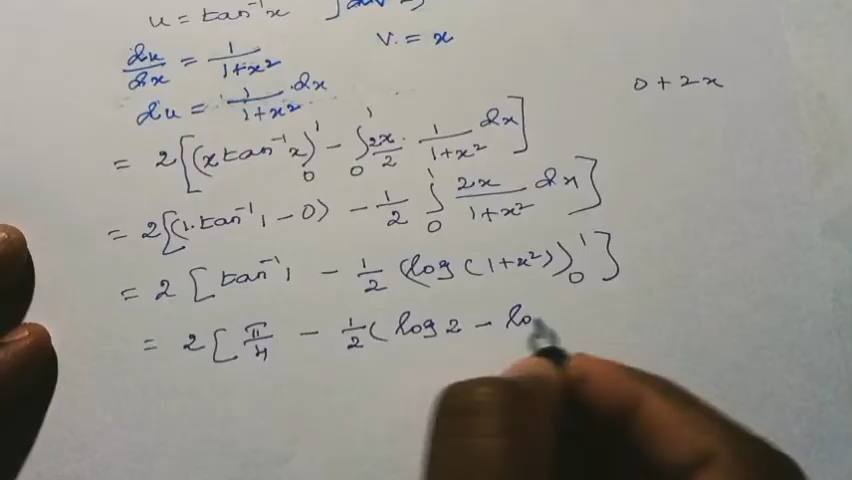 u = tan⁻¹x
v = x
du/dx = 1/1+x²
0 + 2x
du = 1/1+x² · dx
= 2[(x tan⁻¹x)₀¹ − ∫₀¹ 2x/2 · 1/1+x² dx]
= 2[(1·tan⁻¹1 − 0) − 1/2 ∫₀¹ 2x/1+x² dx]
= 2[tan⁻¹1 − 1/2 (log(1+x²))₀¹]
= 2[π/4 − 1/2 (log2 − lo